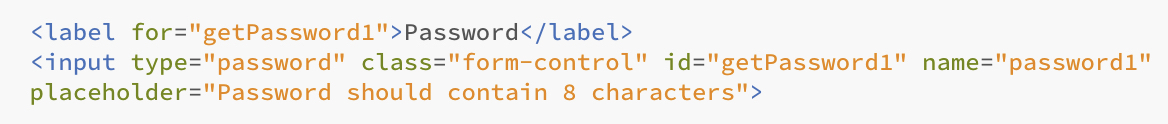 <label for="getPassword1">Password</label>
<input type="password" class="form-control" id="getPassword1" name="password1"
placeholder="Password should contain 8 characters">